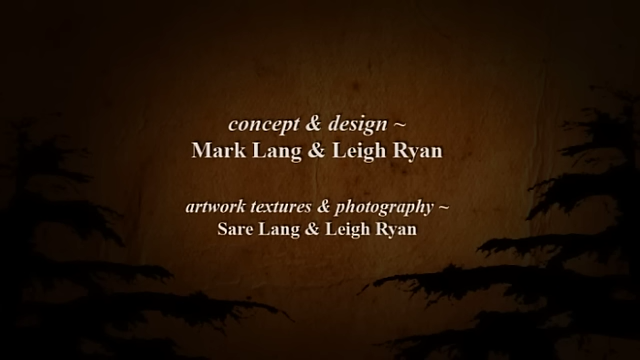 concept & design ~
Mark Lang & Leigh Ryan
artwork textures & photography ~
Sare Lang & Leigh Ryan